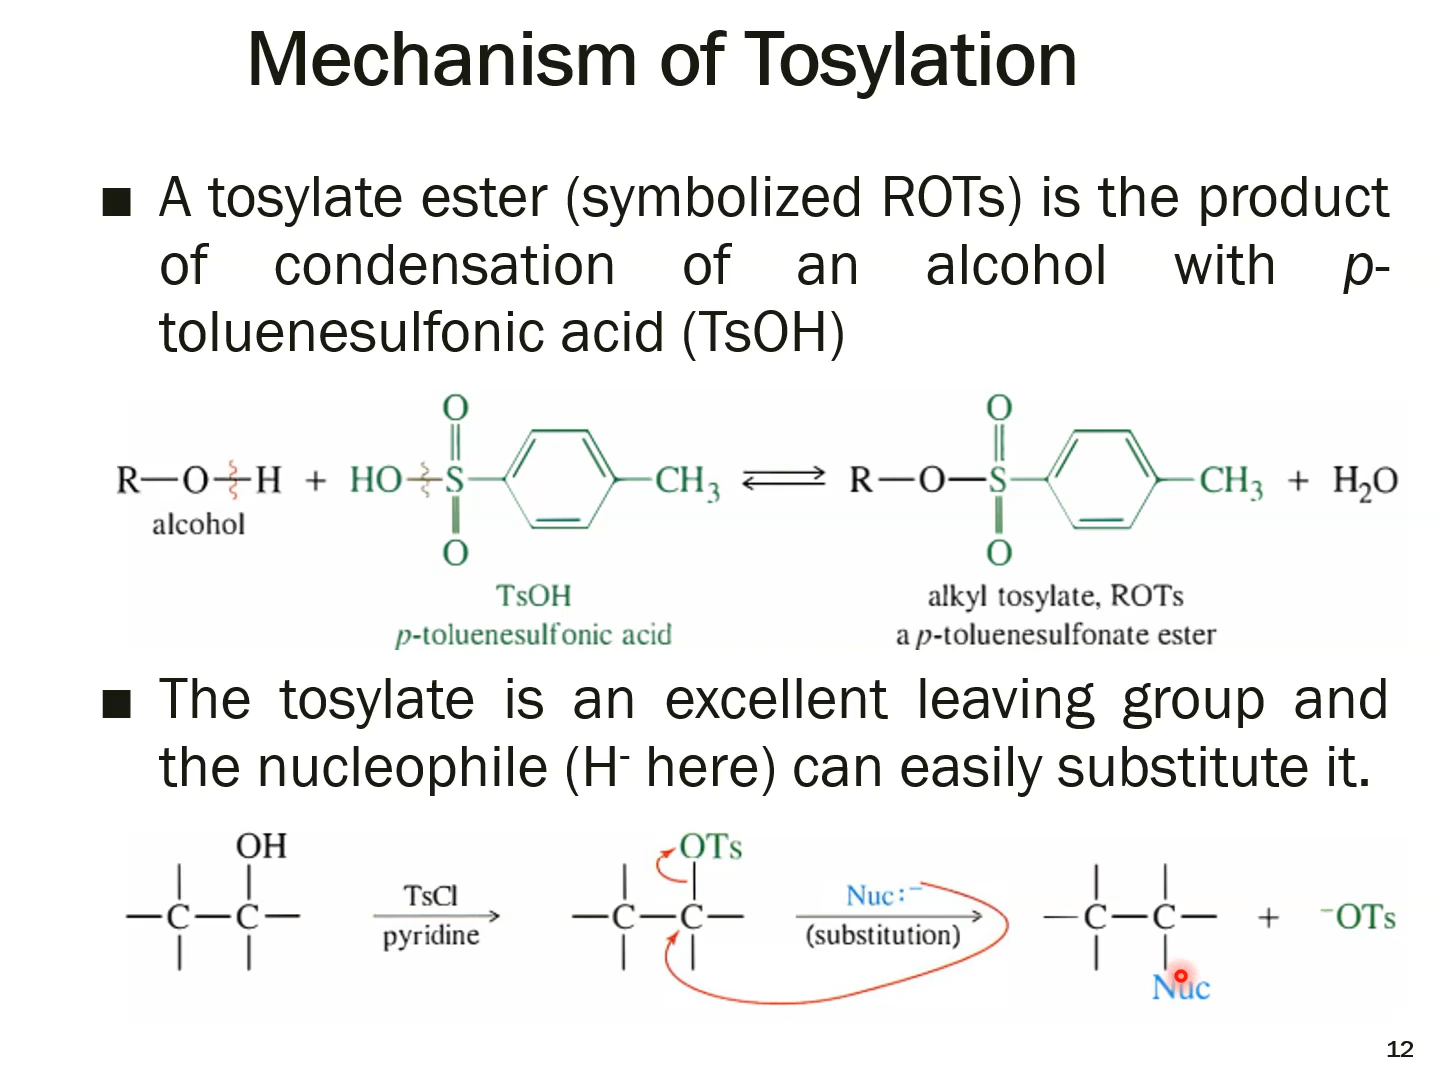 Mechanism of Tosylation
■ A tosylate ester (symbolized ROTs) is the product
of condensation of an alcohol with p-
toluenesulfonic acid (TsOH)
O O
R—O—H + HO—S—CH₃ ⇌ R—O—S—CH₃ + H₂O
alcohol
O O
TsOH alkyl tosylate, ROTs
p-toluenesulfonic acid a p-toluenesulfonate ester
■ The tosylate is an excellent leaving group and
the nucleophile (H⁻ here) can easily substitute it.
OH OTs
TsCl Nuc:⁻
—C—C— —C—C— —C—C— + ⁻OTs
pyridine (substitution)
Nuc
12